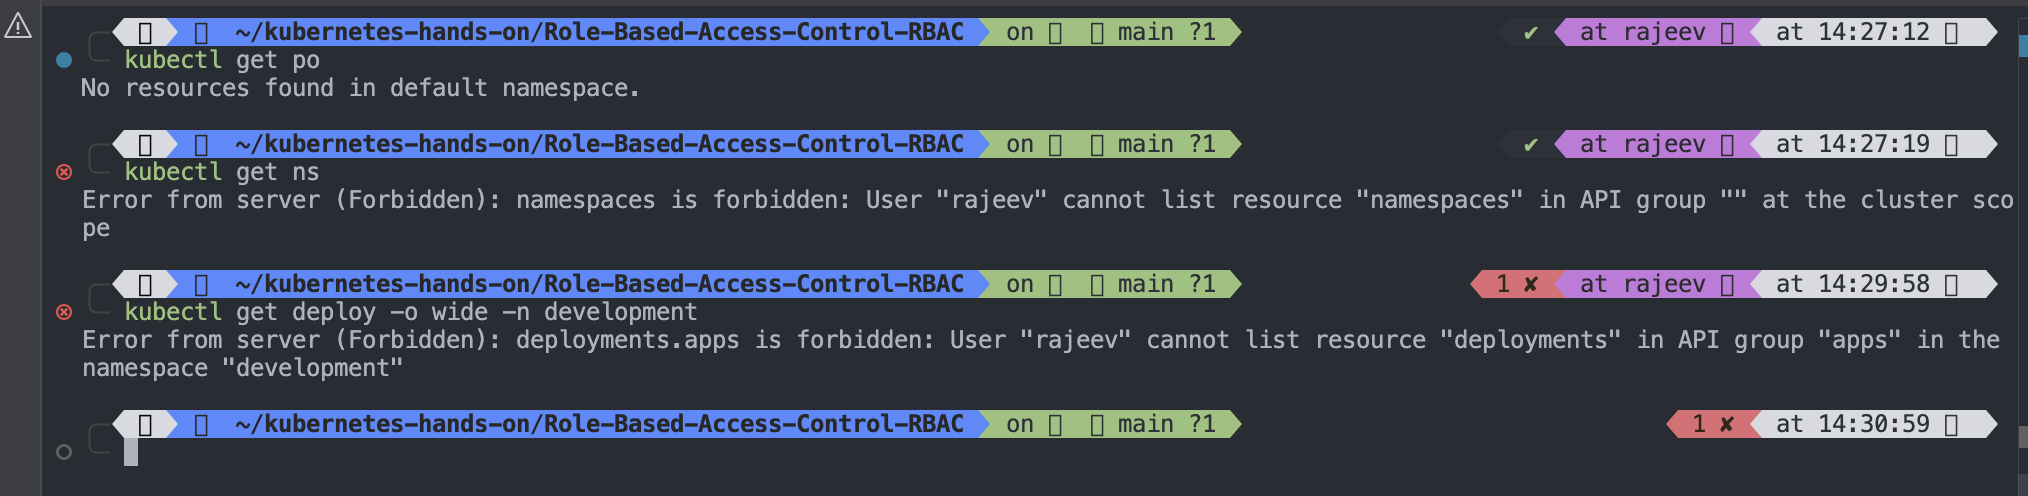 ~/kubernetes-hands-on/Role-Based-Access-Control-RBAC on main ?1 ✔ at rajeev at 14:27:12
kubectl get po
No resources found in default namespace.
~/kubernetes-hands-on/Role-Based-Access-Control-RBAC on main ?1 ✔ at rajeev at 14:27:19
kubectl get ns
Error from server (Forbidden): namespaces is forbidden: User "rajeev" cannot list resource "namespaces" in API group "" at the cluster sco
pe
~/kubernetes-hands-on/Role-Based-Access-Control-RBAC on main ?1 1 ✘ at rajeev at 14:29:58
kubectl get deploy -o wide -n development
Error from server (Forbidden): deployments.apps is forbidden: User "rajeev" cannot list resource "deployments" in API group "apps" in the
namespace "development"
~/kubernetes-hands-on/Role-Based-Access-Control-RBAC on main ?1 1 ✘ at 14:30:59